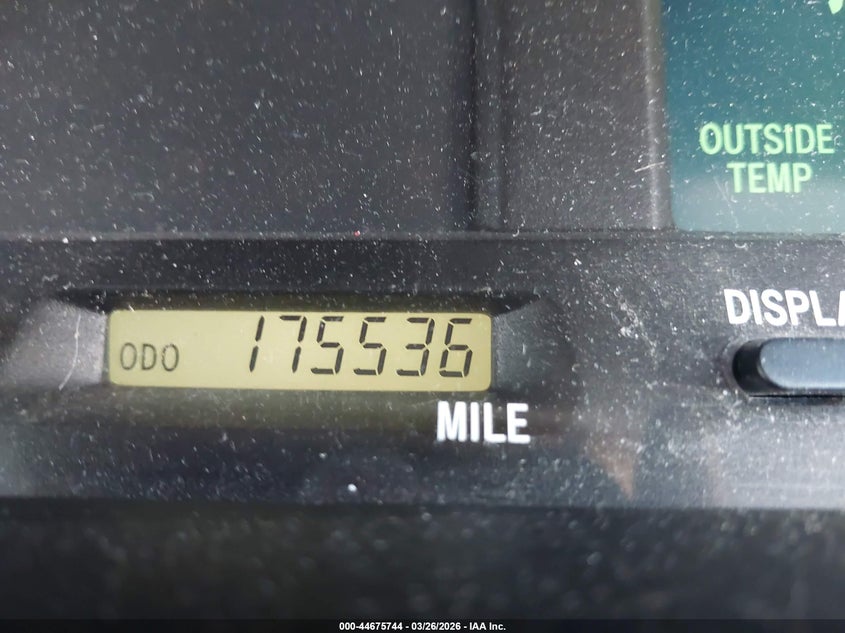 OUTSIDE
TEMP
DISPLA
ODO 175536
MILE
000-44675744 - 03/26/2026 - IAA Inc.